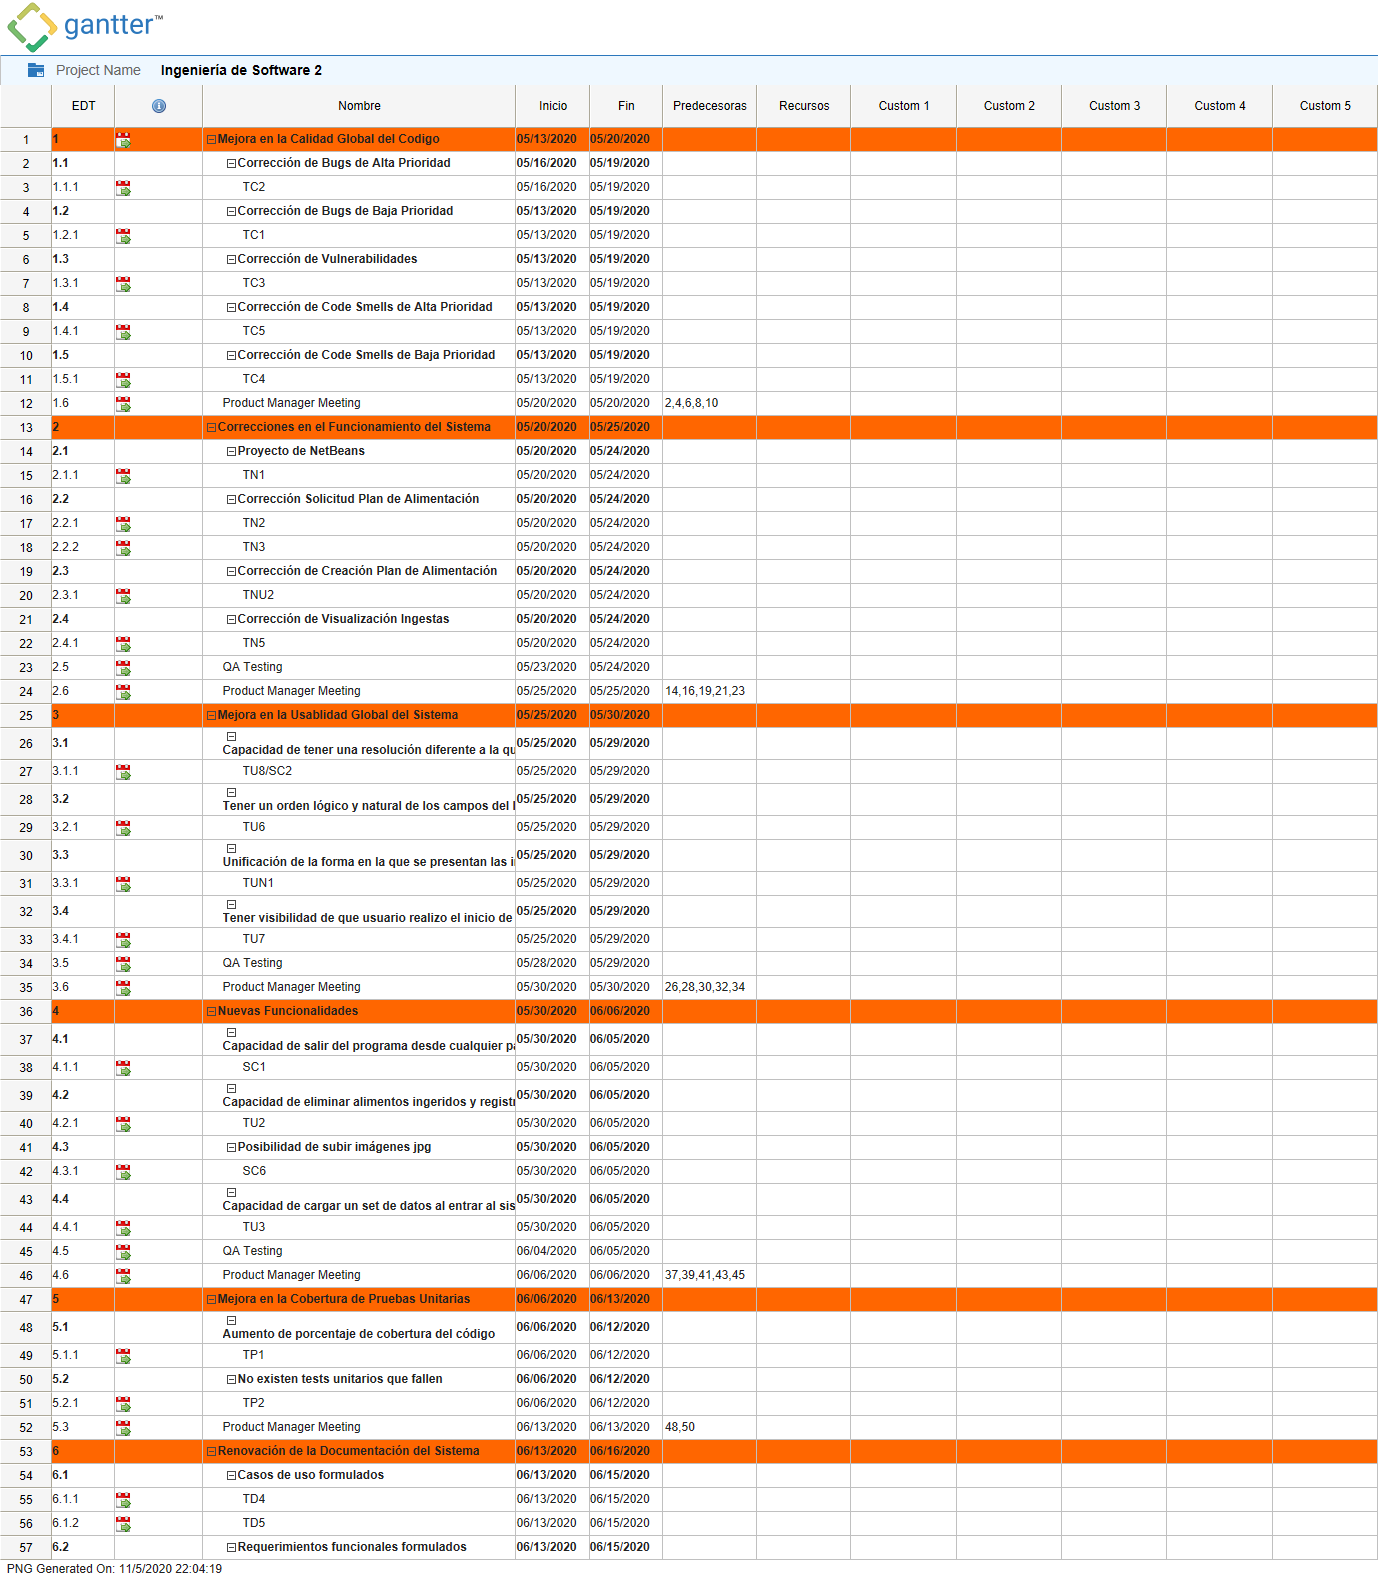 gantter™
Project Name Ingeniería de Software 2
EDT Nombre Inicio Fin Predecesoras Recursos Custom 1 Custom 2 Custom 3 Custom 4 Custom 5
1 1 Mejora en la Calidad Global del Codigo 05/13/2020 05/20/2020
2 1.1 Corrección de Bugs de Alta Prioridad 05/16/2020 05/19/2020
3 1.1.1 TC2 05/16/2020 05/19/2020
4 1.2 Corrección de Bugs de Baja Prioridad 05/13/2020 05/19/2020
5 1.2.1 TC1 05/13/2020 05/19/2020
6 1.3 Corrección de Vulnerabilidades 05/13/2020 05/19/2020
7 1.3.1 TC3 05/13/2020 05/19/2020
8 1.4 Corrección de Code Smells de Alta Prioridad 05/13/2020 05/19/2020
9 1.4.1 TC5 05/13/2020 05/19/2020
10 1.5 Corrección de Code Smells de Baja Prioridad 05/13/2020 05/19/2020
11 1.5.1 TC4 05/13/2020 05/19/2020
12 1.6 Product Manager Meeting 05/20/2020 05/20/2020 2,4,6,8,10
13 2 Correcciones en el Funcionamiento del Sistema 05/20/2020 05/25/2020
14 2.1 Proyecto de NetBeans 05/20/2020 05/24/2020
15 2.1.1 TN1 05/20/2020 05/24/2020
16 2.2 Corrección Solicitud Plan de Alimentación 05/20/2020 05/24/2020
17 2.2.1 TN2 05/20/2020 05/24/2020
18 2.2.2 TN3 05/20/2020 05/24/2020
19 2.3 Corrección de Creación Plan de Alimentación 05/20/2020 05/24/2020
20 2.3.1 TNU2 05/20/2020 05/24/2020
21 2.4 Corrección de Visualización Ingestas 05/20/2020 05/24/2020
22 2.4.1 TN5 05/20/2020 05/24/2020
23 2.5 QA Testing 05/23/2020 05/24/2020
24 2.6 Product Manager Meeting 05/25/2020 05/25/2020 14,16,19,21,23
25 3 Mejora en la Usablidad Global del Sistema 05/25/2020 05/30/2020
26 3.1 Capacidad de tener una resolución diferente a la qu 05/25/2020 05/29/2020
27 3.1.1 TU8/SC2 05/25/2020 05/29/2020
28 3.2 Tener un orden lógico y natural de los campos del 05/25/2020 05/29/2020
29 3.2.1 TU6 05/25/2020 05/29/2020
30 3.3 Unificación de la forma en la que se presentan las 05/25/2020 05/29/2020
31 3.3.1 TUN1 05/25/2020 05/29/2020
32 3.4 Tener visibilidad de que usuario realizo el inicio de 05/25/2020 05/29/2020
33 3.4.1 TU7 05/25/2020 05/29/2020
34 3.5 QA Testing 05/28/2020 05/29/2020
35 3.6 Product Manager Meeting 05/30/2020 05/30/2020 26,28,30,32,34
36 4 Nuevas Funcionalidades 05/30/2020 06/06/2020
37 4.1 Capacidad de salir del programa desde cualquier pa 05/30/2020 06/05/2020
38 4.1.1 SC1 05/30/2020 06/05/2020
39 4.2 Capacidad de eliminar alimentos ingeridos y regist 05/30/2020 06/05/2020
40 4.2.1 TU2 05/30/2020 06/05/2020
41 4.3 Posibilidad de subir imágenes jpg 05/30/2020 06/05/2020
42 4.3.1 SC6 05/30/2020 06/05/2020
43 4.4 Capacidad de cargar un set de datos al entrar al sis 05/30/2020 06/05/2020
44 4.4.1 TU3 05/30/2020 06/05/2020
45 4.5 QA Testing 06/04/2020 06/05/2020
46 4.6 Product Manager Meeting 06/06/2020 06/06/2020 37,39,41,43,45
47 5 Mejora en la Cobertura de Pruebas Unitarias 06/06/2020 06/13/2020
48 5.1 Aumento de porcentaje de cobertura del código 06/06/2020 06/12/2020
49 5.1.1 TP1 06/06/2020 06/12/2020
50 5.2 No existen tests unitarios que fallen 06/06/2020 06/12/2020
51 5.2.1 TP2 06/06/2020 06/12/2020
52 5.3 Product Manager Meeting 06/13/2020 06/13/2020 48,50
53 6 Renovación de la Documentación del Sistema 06/13/2020 06/16/2020
54 6.1 Casos de uso formulados 06/13/2020 06/15/2020
55 6.1.1 TD4 06/13/2020 06/15/2020
56 6.1.2 TD5 06/13/2020 06/15/2020
57 6.2 Requerimientos funcionales formulados 06/13/2020 06/15/2020
PNG Generated On: 11/5/2020 22:04:19